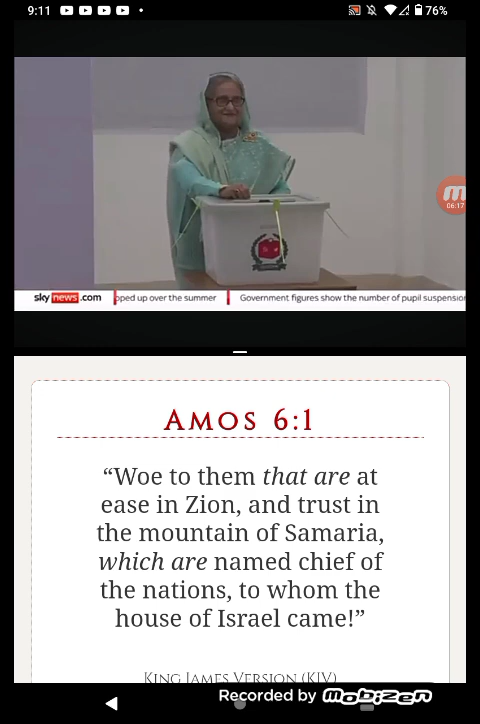 9:11
76%
06:17
sky news.com
pped up over the summer
Government figures show the number of pupil suspension
Amos 6:1
“Woe to them that are at
ease in Zion, and trust in
the mountain of Samaria,
which are named chief of
the nations, to whom the
house of Israel came!”
King James Version (KJV)
Recorded by Mobizen